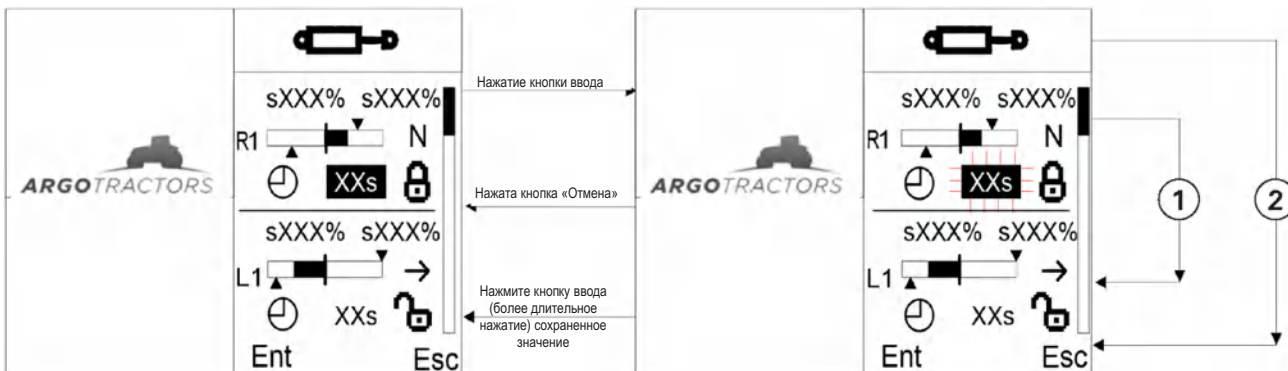 sXXX% sXXX%
R1 N
XXs
sXXX% sXXX%
L1
XXs
Ent Esc
ARGOTRACTORS
Нажатие кнопки ввода
Нажата кнопка «Отмена»
Нажмите кнопку ввода
(более длительное
нажатие) сохраненное
значение
ARGOTRACTORS
sXXX% sXXX%
R1 N
XXs
sXXX% sXXX%
L1
XXs
Ent Esc
1
2